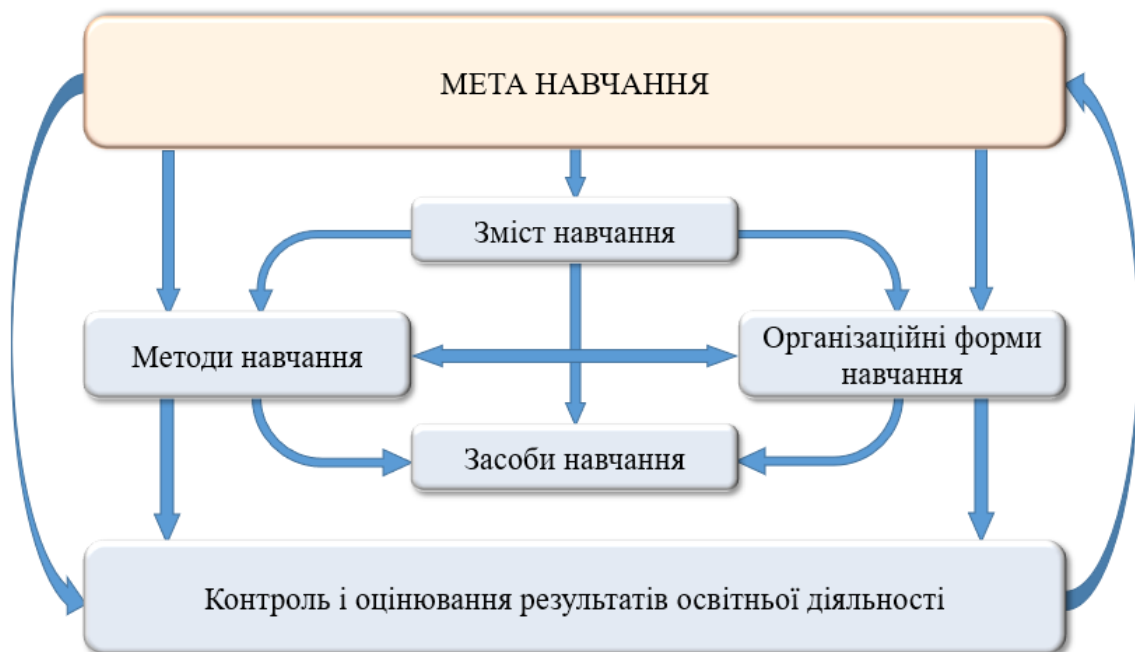 МЕТА НАВЧАННЯ
Зміст навчання
Методи навчання
Організаційні форми
навчання
Засоби навчання
Контроль і оцінювання результатів освітньої діяльності